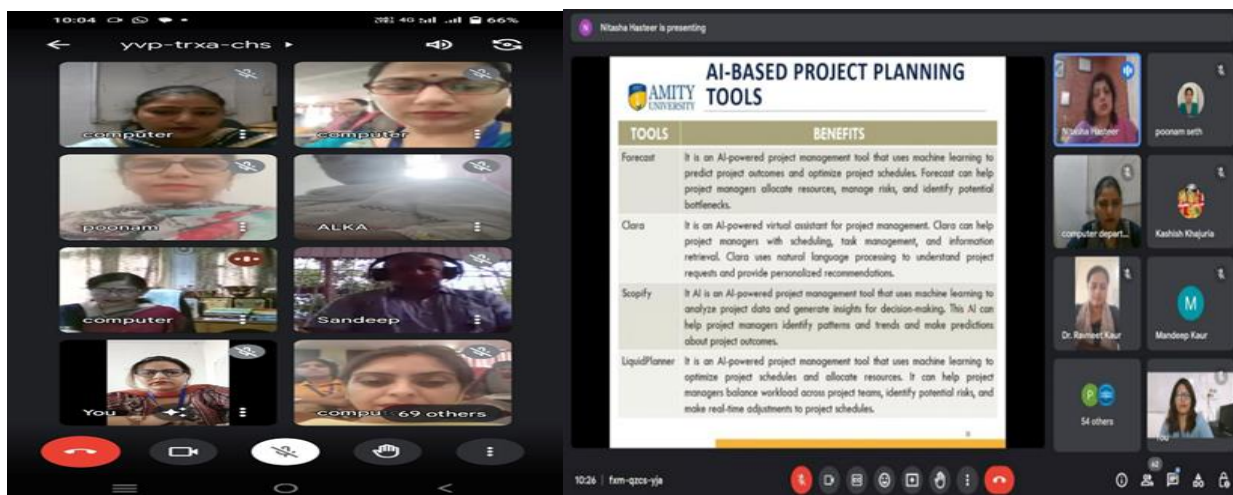 10:04
4G 66%
yvp-trxa-chs
computer
computer
poonam
ALKA
computer
Sandeep
You
compu
69 others
N Nitasha Hasteer is presenting
AMITY
UNIVERSITY
AI-BASED PROJECT PLANNING
TOOLS
TOOLS BENEFITS
Forecast It is an AI-powered project management tool that uses machine learning to
predict project outcomes and optimize project schedules. Forecast can help
project managers allocate resources, manage risks, and identify potential
bottlenecks.
Clara It is an AI-powered virtual assistant for project management. Clara can help
project managers with scheduling, task management, and information
retrieval. Clara uses natural language processing to understand project
requests and provide personalized recommendations.
Scopify It AI is an AI-powered project management tool that uses machine learning to
analyze project data and generate insights for decision-making. This AI can
help project managers identify patterns and trends and make predictions
about project outcomes.
LiquidPlanner It is an AI-powered project management tool that uses machine learning to
optimize project schedules and allocate resources. It can help project
managers balance workload across project teams, identify potential risks, and
make real-time adjustments to project schedules.
Nitasha Hasteer
poonam seth
computer depart...
Kashish Khajuria
Dr. Ravneet Kaur
M
Mandeep Kaur
P
54 others
You
10:26 | fxm-qzcs-yja
62